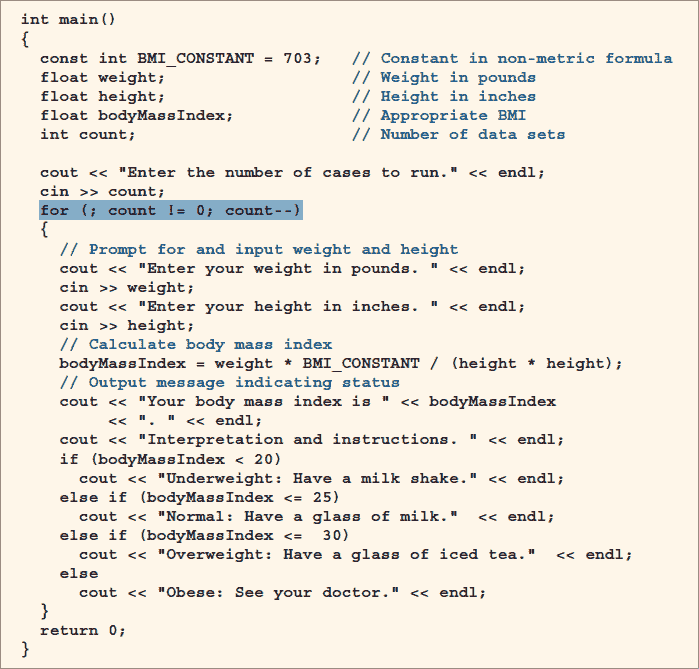 int main()
{
  const int BMI_CONSTANT = 703;   // Constant in non-metric formula
  float weight;                   // Weight in pounds
  float height;                   // Height in inches
  float bodyMassIndex;            // Appropriate BMI
  int count;                      // Number of data sets

  cout << "Enter the number of cases to run." << endl;
  cin >> count;
  for (; count != 0; count--)
  {
    // Prompt for and input weight and height
    cout << "Enter your weight in pounds. " << endl;
    cin >> weight;
    cout << "Enter your height in inches. " << endl;
    cin >> height;
    // Calculate body mass index
    bodyMassIndex = weight * BMI_CONSTANT / (height * height);
    // Output message indicating status
    cout << "Your body mass index is " << bodyMassIndex
         << ". " << endl;
    cout << "Interpretation and instructions. " << endl;
    if (bodyMassIndex < 20)
      cout << "Underweight: Have a milk shake." << endl;
    else if (bodyMassIndex <= 25)
      cout << "Normal: Have a glass of milk."  << endl;
    else if (bodyMassIndex <=  30)
      cout << "Overweight: Have a glass of iced tea."  << endl;
    else
      cout << "Obese: See your doctor." << endl;
  }
  return 0;
}